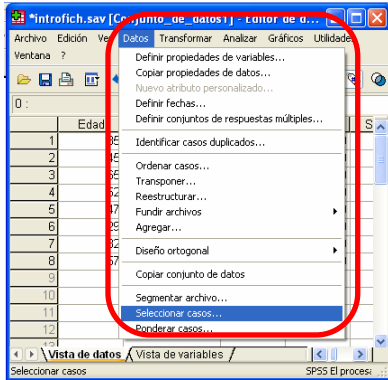 *introfich.sav [Conjunto_de_datos1] - Editor de d...
Archivo Edición Ver Datos Transformar Analizar Gráficos Utilidade
Ventana ?
Definir propiedades de variables...
Copiar propiedades de datos...
Nuevo atributo personalizado...
Definir fechas...
Definir conjuntos de respuestas múltiples...
Identificar casos duplicados...
Ordenar casos...
Transponer...
Reestructurar...
Fundir archivos
Agregar...
Diseño ortogonal
Copiar conjunto de datos
Segmentar archivo...
Seleccionar casos...
Ponderar casos...
0 :
Edad S
1
2
3
4
5
6
7
8
9
10
11
12
13
Vista de datos Vista de variables
Seleccionar casos SPSS El proces